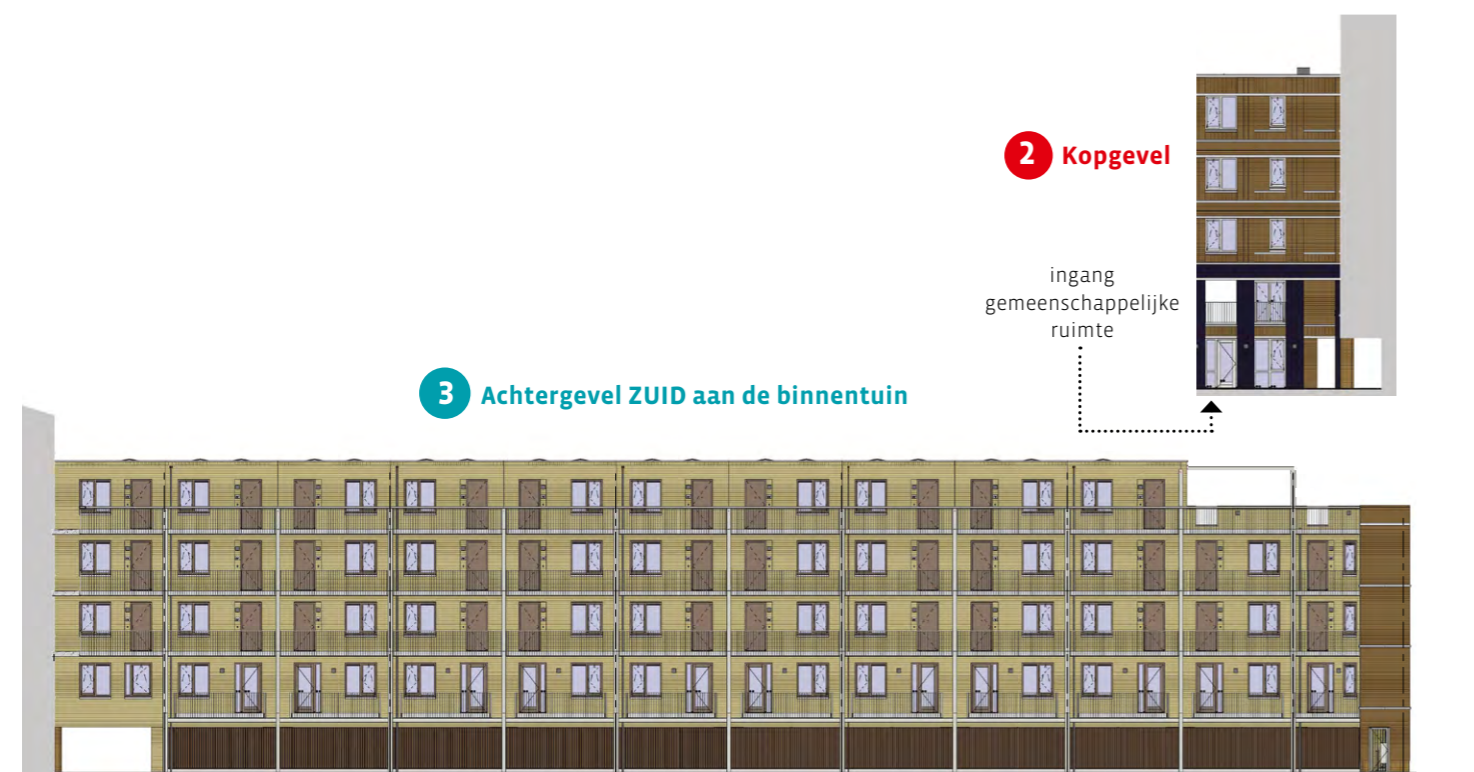 2 Kopgevel
ingang
gemeenschappelijke
ruimte
3 Achtergevel ZUID aan de binnentuin